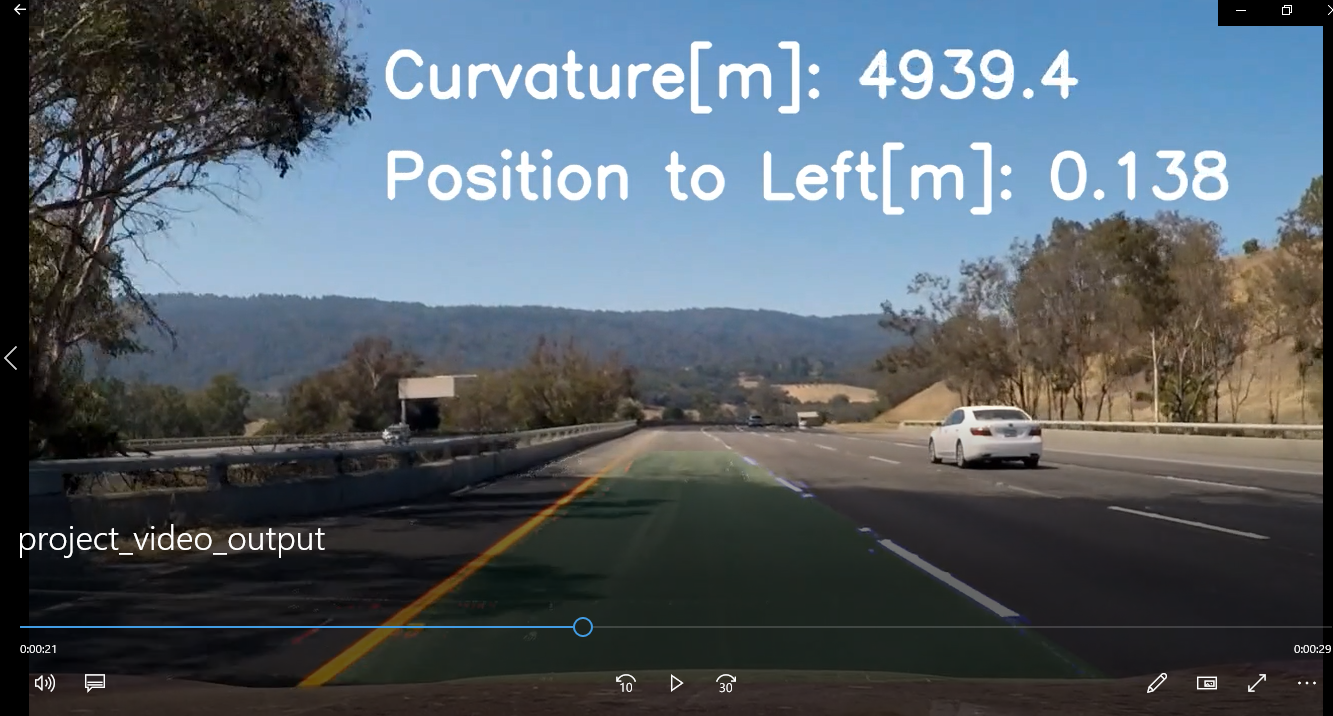 Curvature[m]: 4939.4
Position to Left[m]: 0.138
project_video_output
0:00:21
0:00:29
10
30